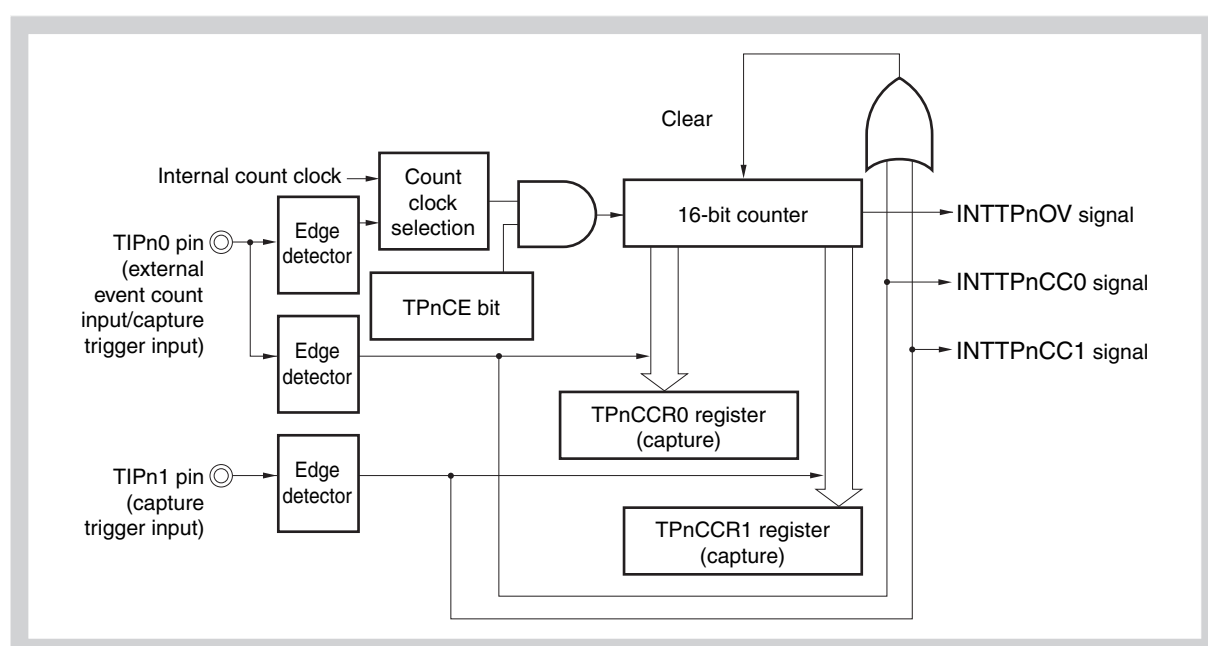 Clear
Internal count clock
Count
clock
selection
16-bit counter
INTTPnOV signal
TIPn0 pin
(external
event count
input/capture
trigger input)
Edge
detector
TPnCE bit
INTTPnCC0 signal
Edge
detector
INTTPnCC1 signal
TPnCCR0 register
(capture)
TIPn1 pin
(capture
trigger input)
Edge
detector
TPnCCR1 register
(capture)